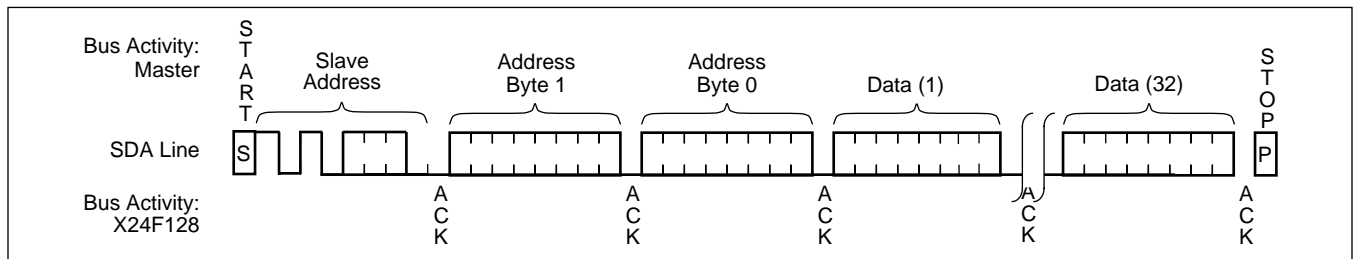 Bus Activity:
Master
START
Slave
Address
Address
Byte 1
Address
Byte 0
Data (1)
Data (32)
STOP
SDA Line
S
P
Bus Activity:
X24F128
ACK
ACK
ACK
ACK
ACK